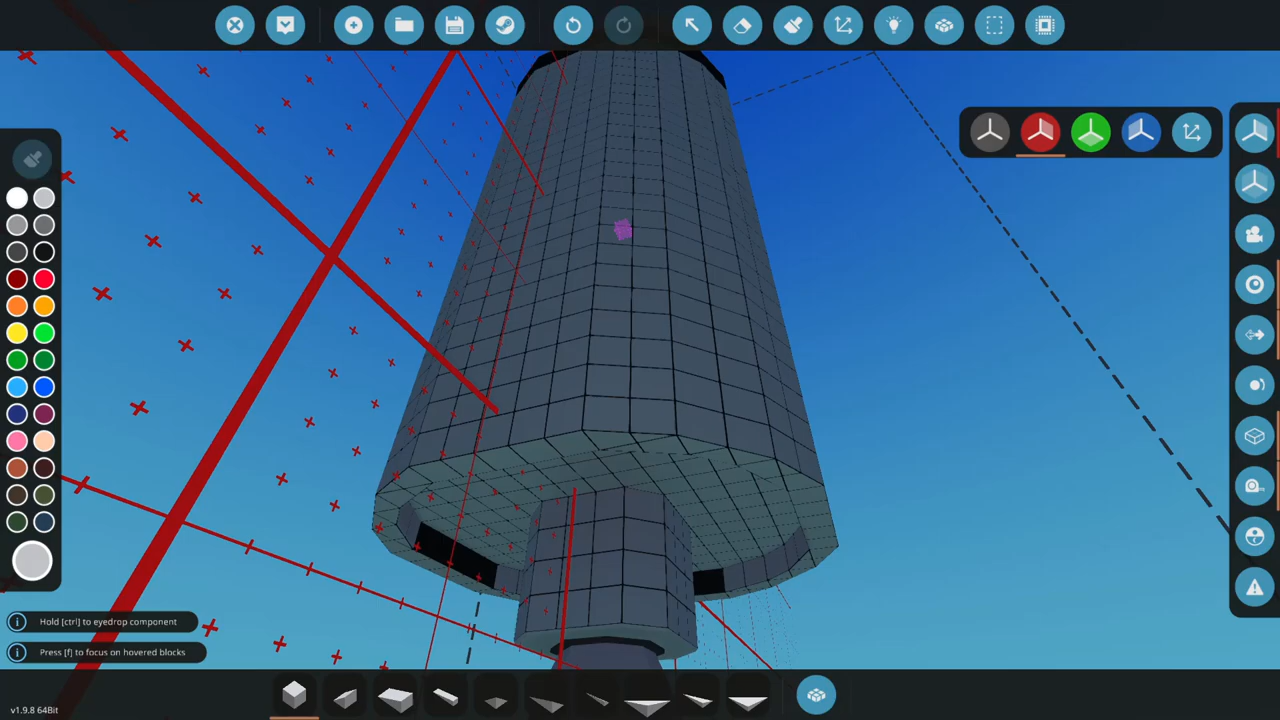 Hold [ctrl] to eyedrop component
Press [f] to focus on hovered blocks
v1.9.8 64Bit